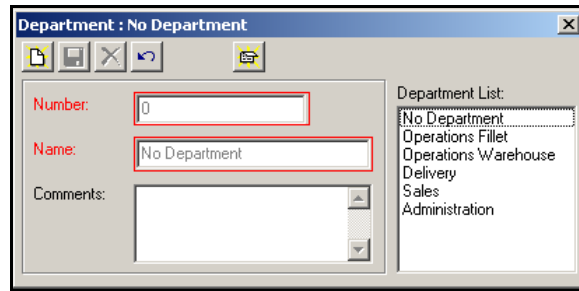 Department : No Department
Number:
0
Name:
No Department
Comments:
Department List:
No Department
Operations Fillet
Operations Warehouse
Delivery
Sales
Administration